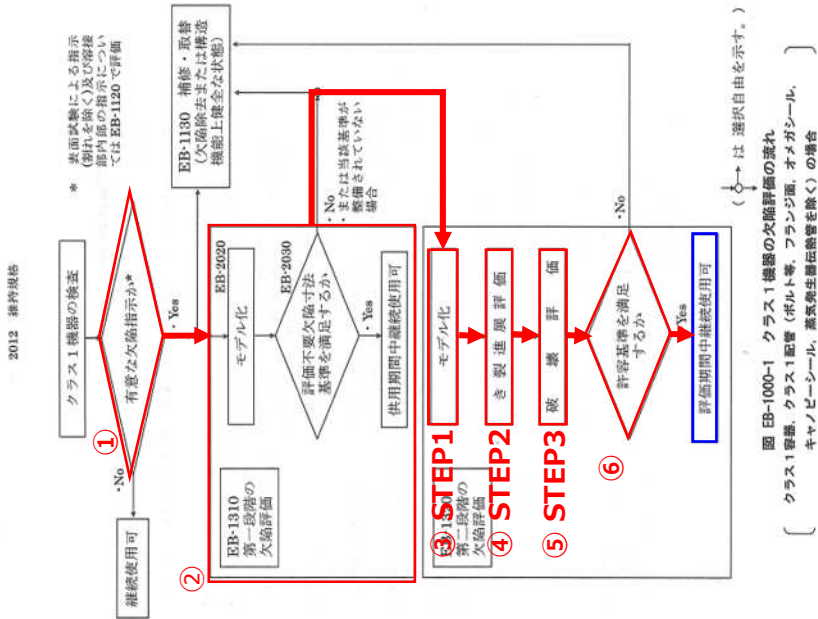 2012　維持規格
クラス1機器の検査
* 表面試験による指示
(割れを除く)及び溶接
部内部の指示につい
ては EB-1120 で評価
①
有意な欠陥指示か*
・No
・Yes
継続使用可
EB-1130 補修・取替
(欠陥除去または構造
機能上健全な状態)
②
EB-1310
第一段階の
欠陥評価
EB-2020
モデル化
EB-2030
評価不要欠陥寸法
基準を満足するか
・No
・または当該基準が
整備されていない
場合
・Yes
供用期間中継続使用可
第二段階の
欠陥評価
③ STEP1
モデル化
④ STEP2
き裂進展評価
⑤ STEP3
破壊評価
⑥
許容基準を満足
するか
・No
Yes
評価期間中継続使用可
( は 選択自由を示す。)
図 EB-1000-1 クラス1機器の欠陥評価の流れ
クラス1容器，クラス1配管（ボルト等，フランジ面，オメガシール，
キャノピーシール，蒸気発生器伝熱管を除く）の場合